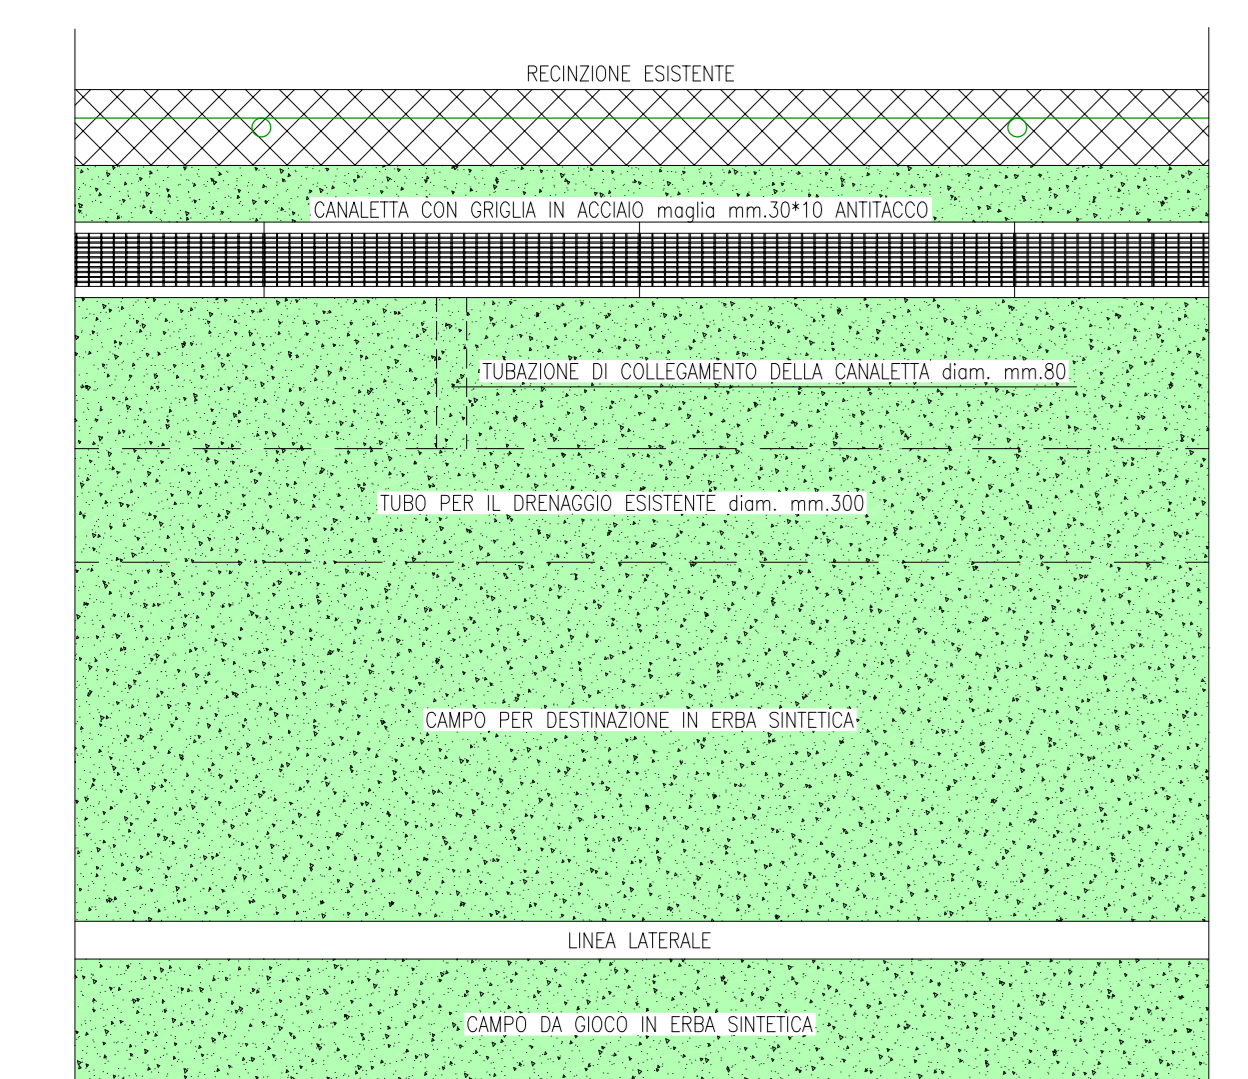 RECINZIONE ESISTENTE
CANALETTA CON GRIGLIA IN ACCIAIO maglia mm.30*10 ANTITACCO
TUBAZIONE DI COLLEGAMENTO DELLA CANALETTA diam. mm.80
TUBO PER IL DRENAGGIO ESISTENTE diam. mm.300
CAMPO PER DESTINAZIONE IN ERBA SINTETICA
LINEA LATERALE
CAMPO DA GIOCO IN ERBA SINTETICA